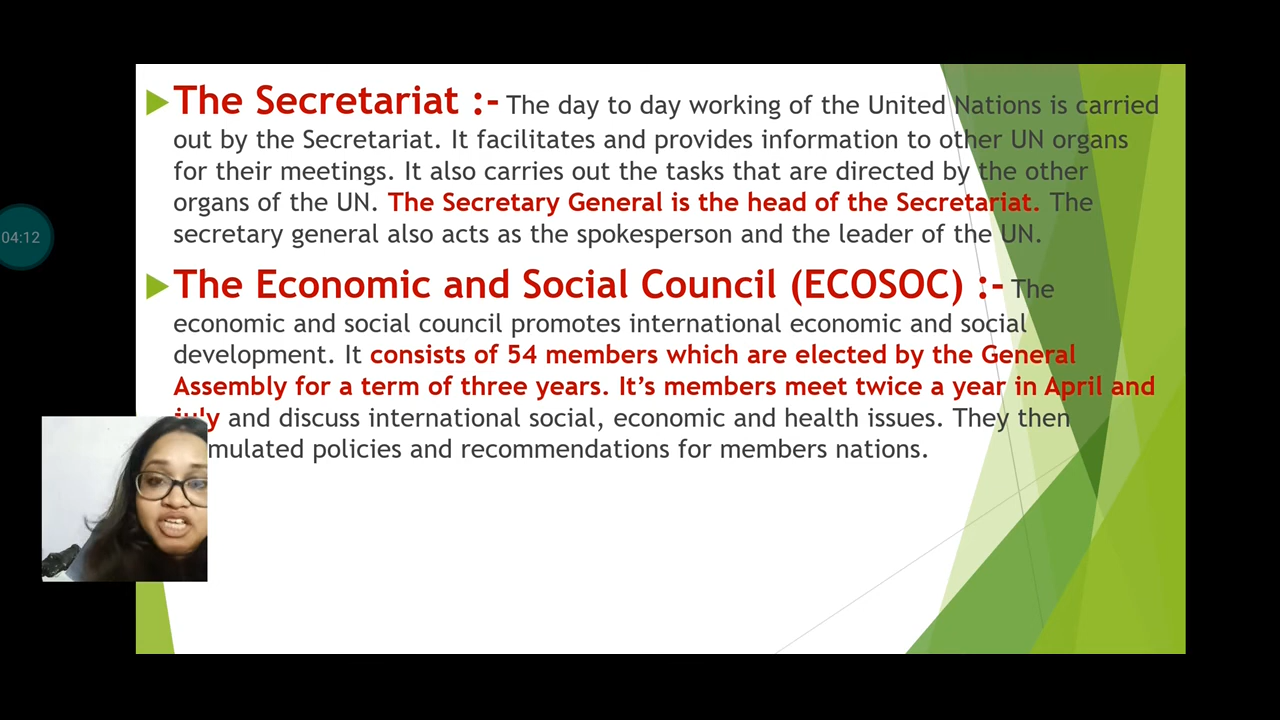 The Secretariat :- The day to day working of the United Nations is carried
out by the Secretariat. It facilitates and provides information to other UN organs
for their meetings. It also carries out the tasks that are directed by the other
organs of the UN. The Secretary General is the head of the Secretariat. The
secretary general also acts as the spokesperson and the leader of the UN.
The Economic and Social Council (ECOSOC) :- The
economic and social council promotes international economic and social
development. It consists of 54 members which are elected by the General
Assembly for a term of three years. It's members meet twice a year in April and
july and discuss international social, economic and health issues. They then
mulated policies and recommendations for members nations.
04:12